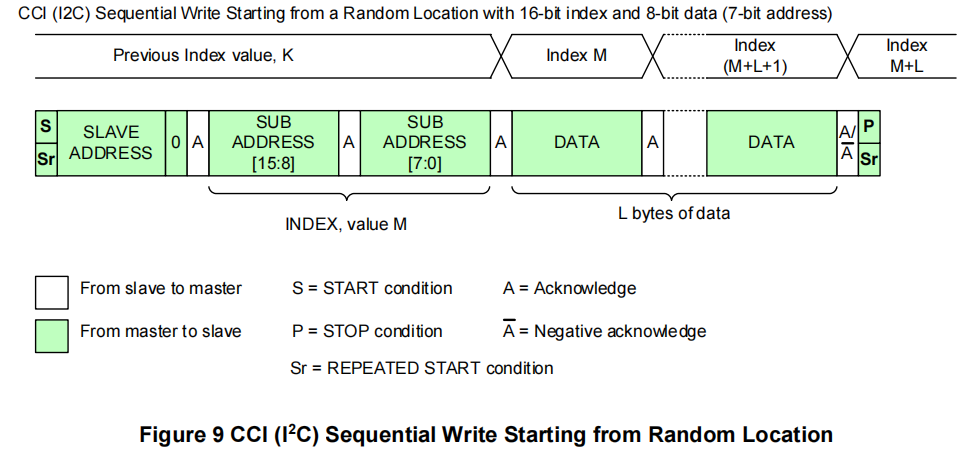 CCI (I2C) Sequential Write Starting from a Random Location with 16-bit index and 8-bit data (7-bit address)
Previous Index value, K
Index M
Index
(M+L+1)
Index
M+L
S
Sr
SLAVE
ADDRESS
0
A
SUB
ADDRESS
[15:8]
A
SUB
ADDRESS
[7:0]
A
DATA
A
DATA
A/
A̅
P
Sr
INDEX, value M
L bytes of data
From slave to master
S = START condition
A = Acknowledge
From master to slave
P = STOP condition
A̅ = Negative acknowledge
Sr = REPEATED START condition
Figure 9 CCI (I²C) Sequential Write Starting from Random Location